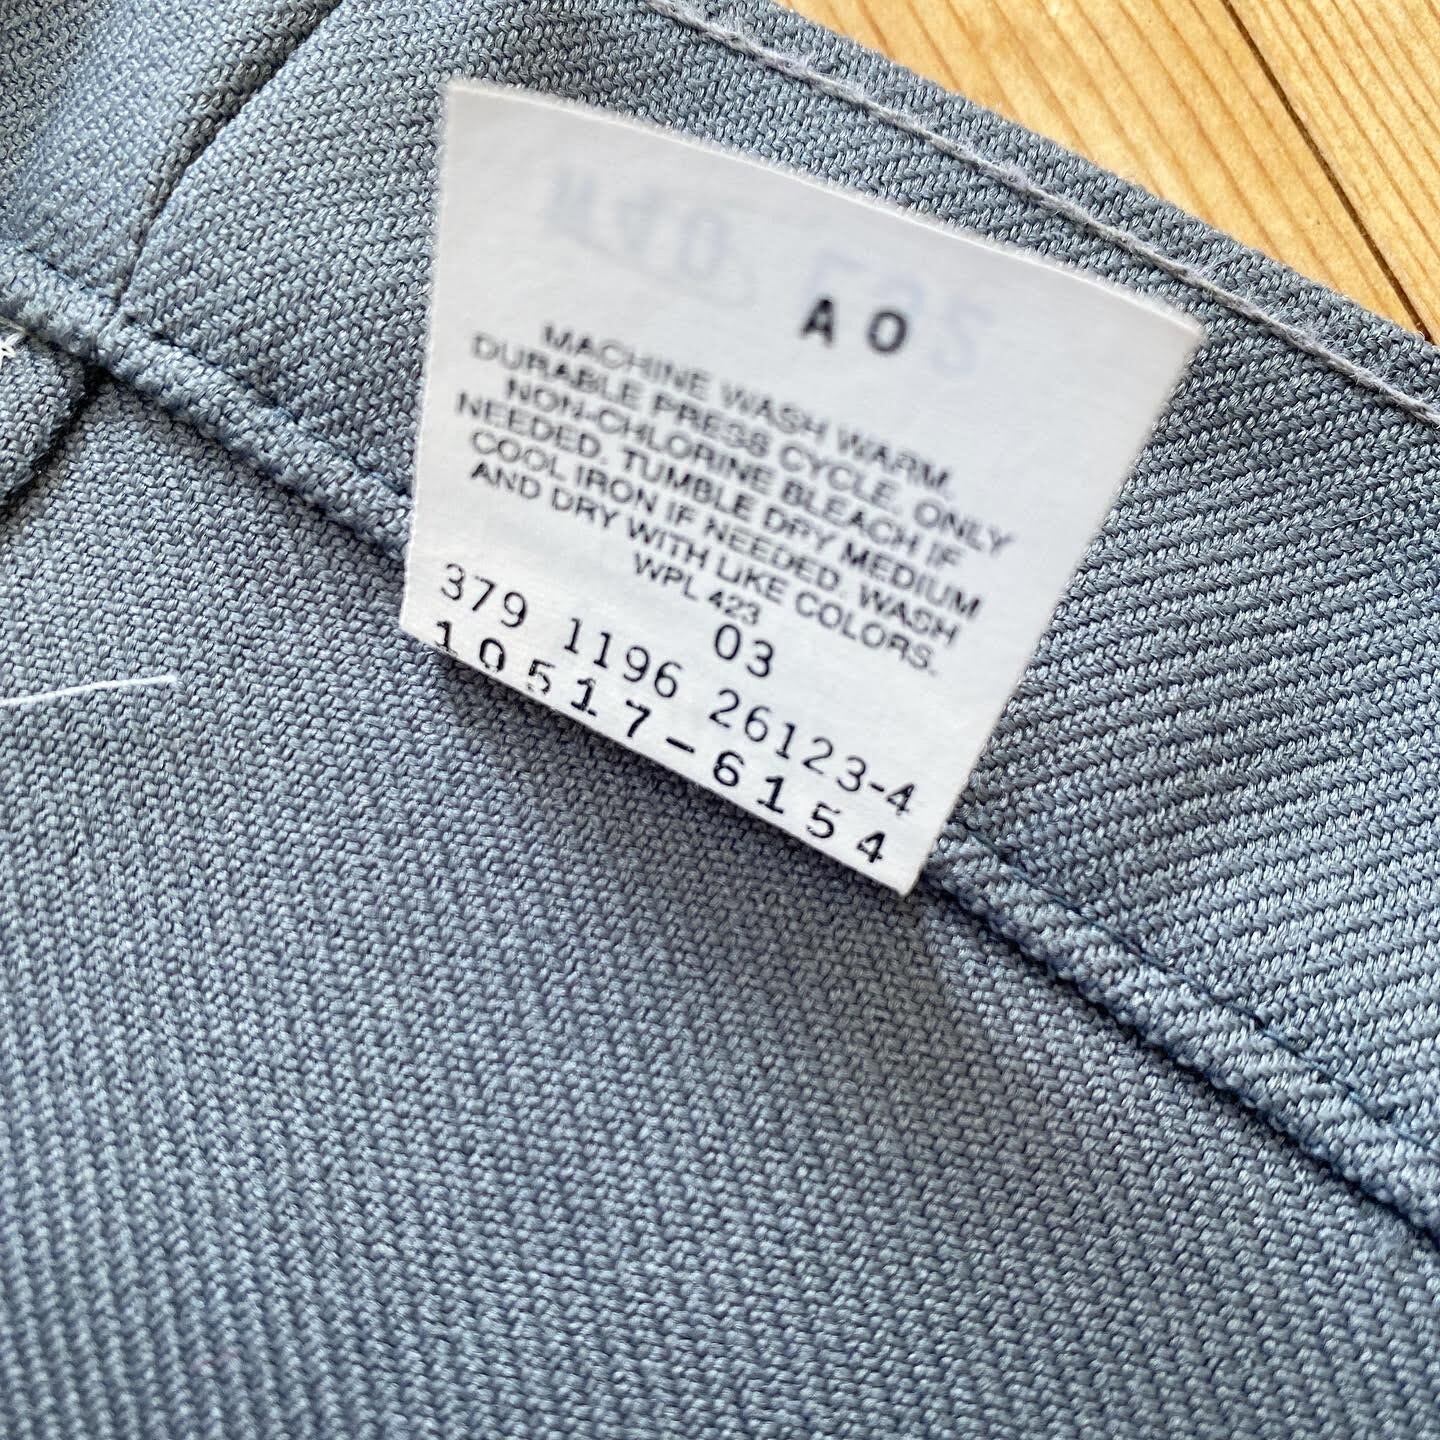 A O
MACHINE WASH WARM.
DURABLE PRESS CYCLE. ONLY
NON-CHLORINE BLEACH IF
NEEDED. TUMBLE DRY MEDIUM
COOL IRON IF NEEDED. WASH
AND DRY WITH LIKE COLORS.
WPL 423
03
379 1196 26123-4
10517-6154